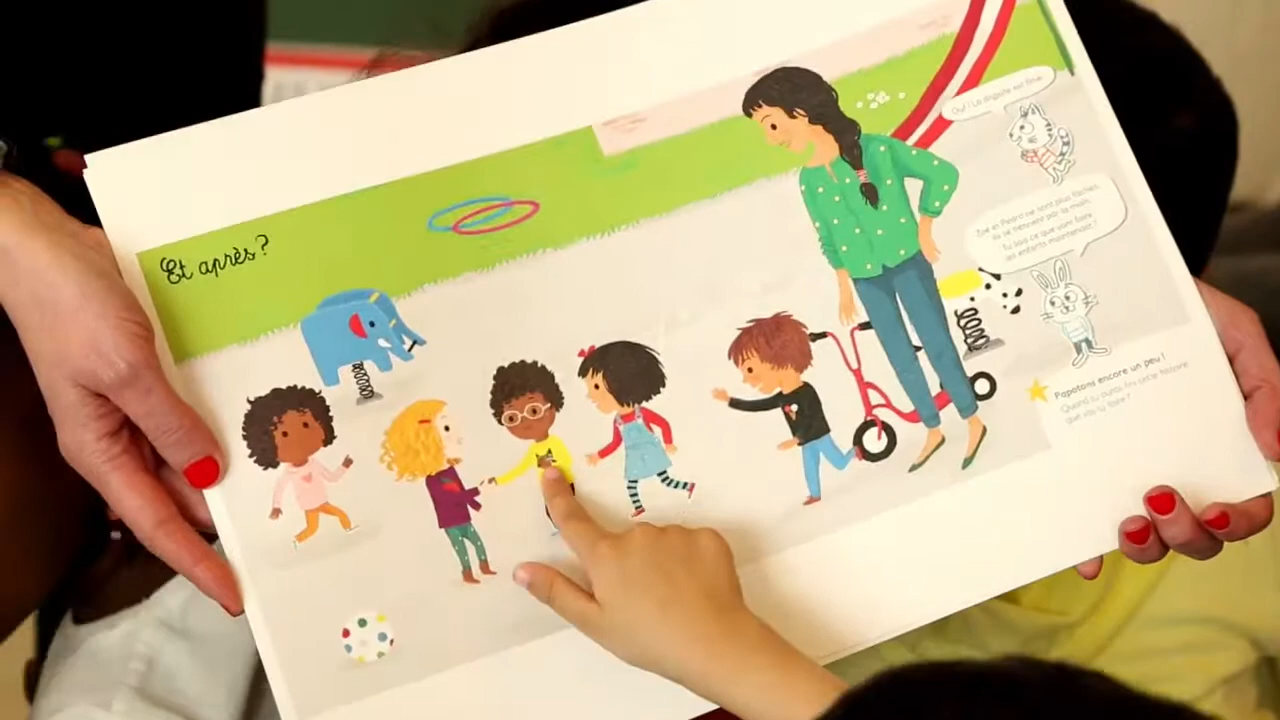 Et après?
Oui ! La dispute est finie.
Zoé et Pedro ne sont plus fâchés,
ils se tiennent par la main.
Tu sais ce que vont faire
les enfants maintenant ?
Papotons encore un peu !
Quand tu auras fini cette histoire
que vas-tu faire ?